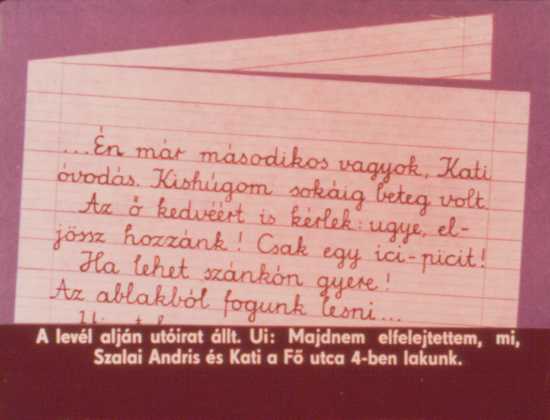 ...Én már másodikos vagyok, Kati
óvodás. Kishúgom sokáig beteg volt.
Az ő kedvéért is kérlek: ugye, el-
jössz hozzánk! Csak egy ici-picit!
Ha lehet szánkón gyere!
Az ablakból fogunk lesni...
A levél alján utóirat állt. Ui: Majdnem elfelejtettem, mi,
Szalai Andris és Kati a Fő utca 4-ben lakunk.